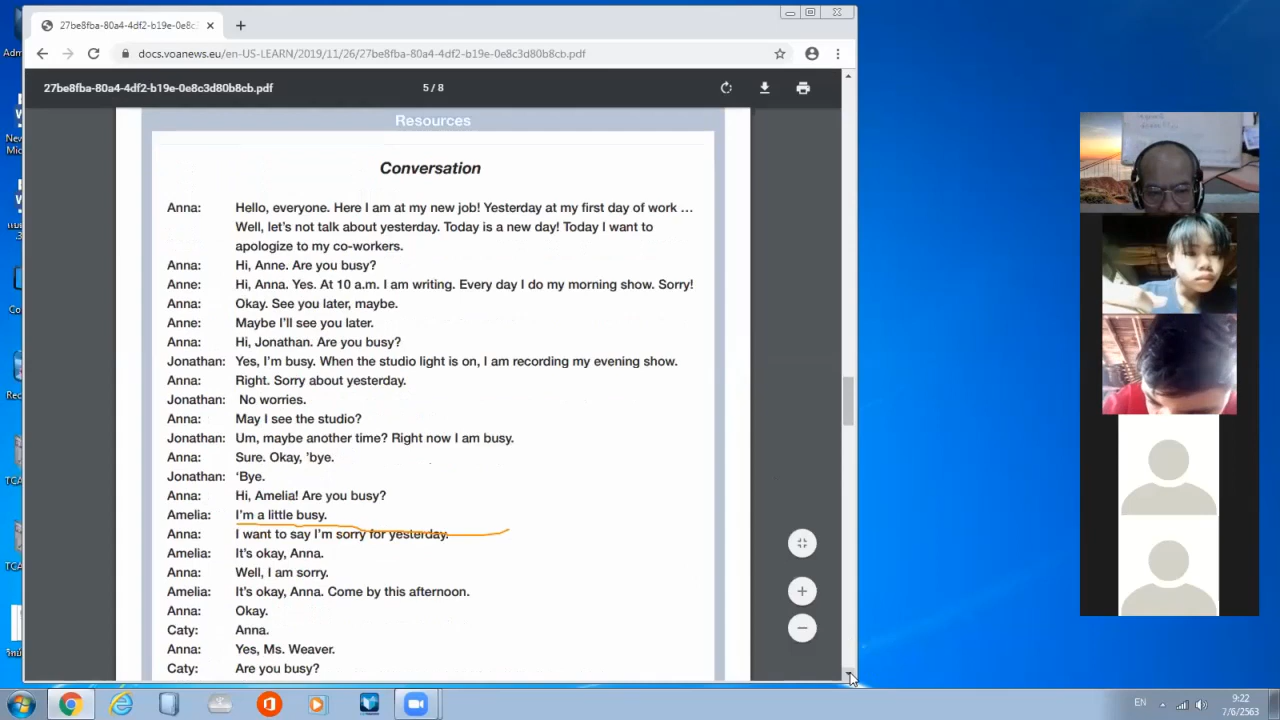 27be8fba-80a4-4df2-b19e-0e8c3
docs.voanews.eu/en-US-LEARN/2019/11/26/27be8fba-80a4-4df2-b19e-0e8c3d80b8cb.pdf
27be8fba-80a4-4df2-b19e-0e8c3d80b8cb.pdf 5 / 8
Resources
Conversation
Anna: Hello, everyone. Here I am at my new job! Yesterday at my first day of work …
Well, let's not talk about yesterday. Today is a new day! Today I want to
apologize to my co-workers.
Anna: Hi, Anne. Are you busy?
Anne: Hi, Anna. Yes. At 10 a.m. I am writing. Every day I do my morning show. Sorry!
Anna: Okay. See you later, maybe.
Anne: Maybe I'll see you later.
Anna: Hi, Jonathan. Are you busy?
Jonathan: Yes, I'm busy. When the studio light is on, I am recording my evening show.
Anna: Right. Sorry about yesterday.
Jonathan: No worries.
Anna: May I see the studio?
Jonathan: Um, maybe another time? Right now I am busy.
Anna: Sure. Okay, 'bye.
Jonathan: 'Bye.
Anna: Hi, Amelia! Are you busy?
Amelia: I'm a little busy.
Anna: I want to say I'm sorry for yesterday.
Amelia: It's okay, Anna.
Anna: Well, I am sorry.
Amelia: It's okay, Anna. Come by this afternoon.
Anna: Okay.
Caty: Anna.
Anna: Yes, Ms. Weaver.
Caty: Are you busy?
EN
9:22
7/6/2563